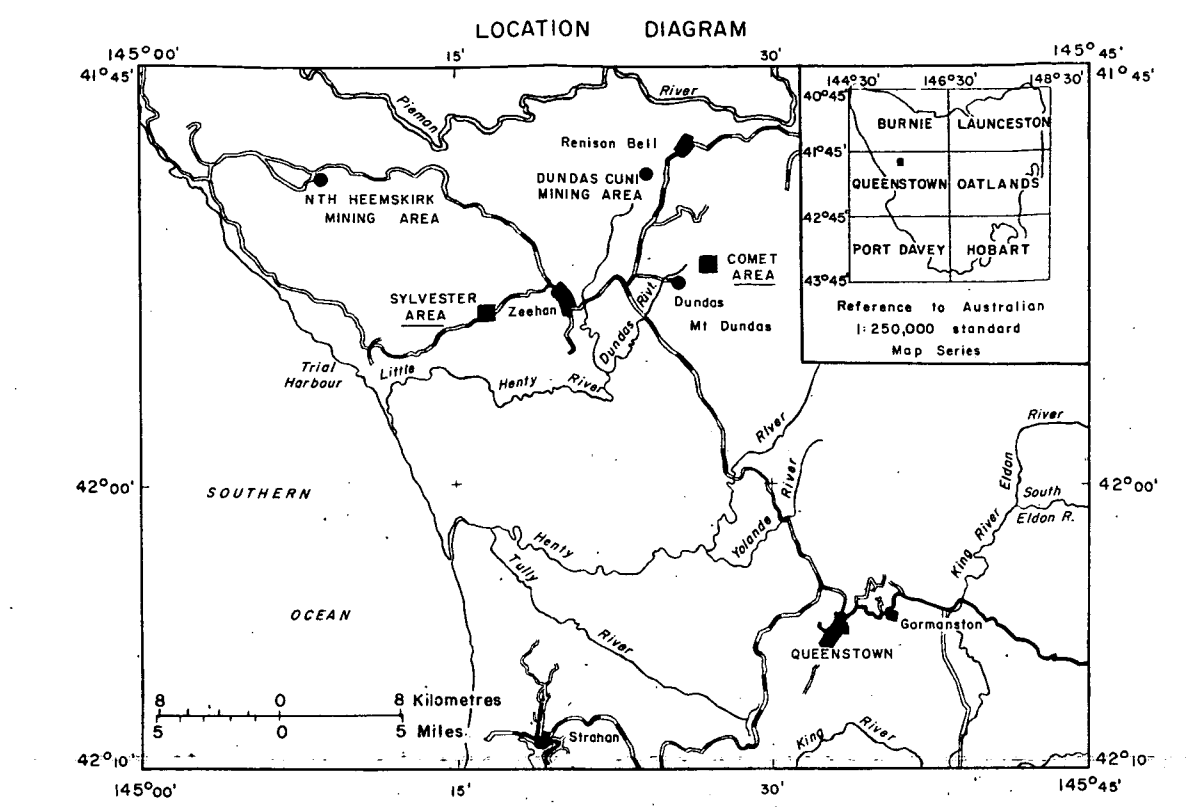 LOCATION DIAGRAM
145°00'
15'
30'
145°45'
41°45'
41°45'
144°30' 146°30' 148°30'
40°45'
BURNIE LAUNCESTON
41°45'
QUEENSTOWN OATLANDS
42°45'
PORT DAVEY HOBART
43°45'
Reference to Australian
1:250,000 standard
Map Series
Pieman
River
Renison Bell
DUNDAS CUNI
MINING AREA
NTH HEEMSKIRK
MINING AREA
COMET
AREA
SYLVESTER
AREA
Zeehan
Rivt.
Dundas
Dundas
Mt Dundas
Trial
Harbour
Little
Henty
River
River
River
River
Eldon
42°00'
42°00'
SOUTHERN
South
Eldon R.
King River
Yolande
Henty
Tully
River
OCEAN
Gormanston
QUEENSTOWN
8 0 8 Kilometres
5 0 5 Miles
Strahan
King River
42°10'
42°10'
145°00'
15'
30'
145°45'